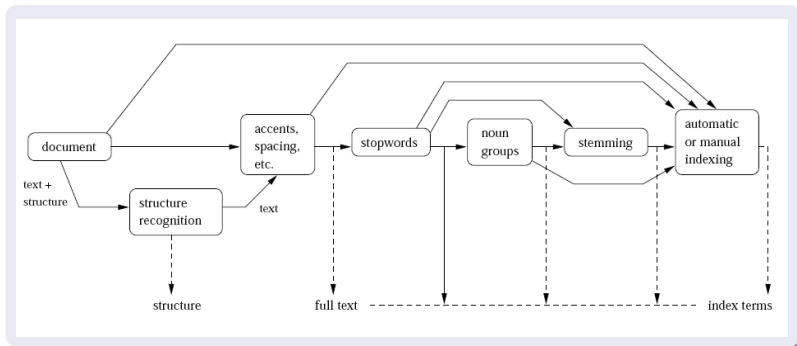 document
text +
structure
structure
recognition
text
accents,
spacing,
etc.
stopwords
noun
groups
stemming
automatic
or manual
indexing
structure
full text
index terms